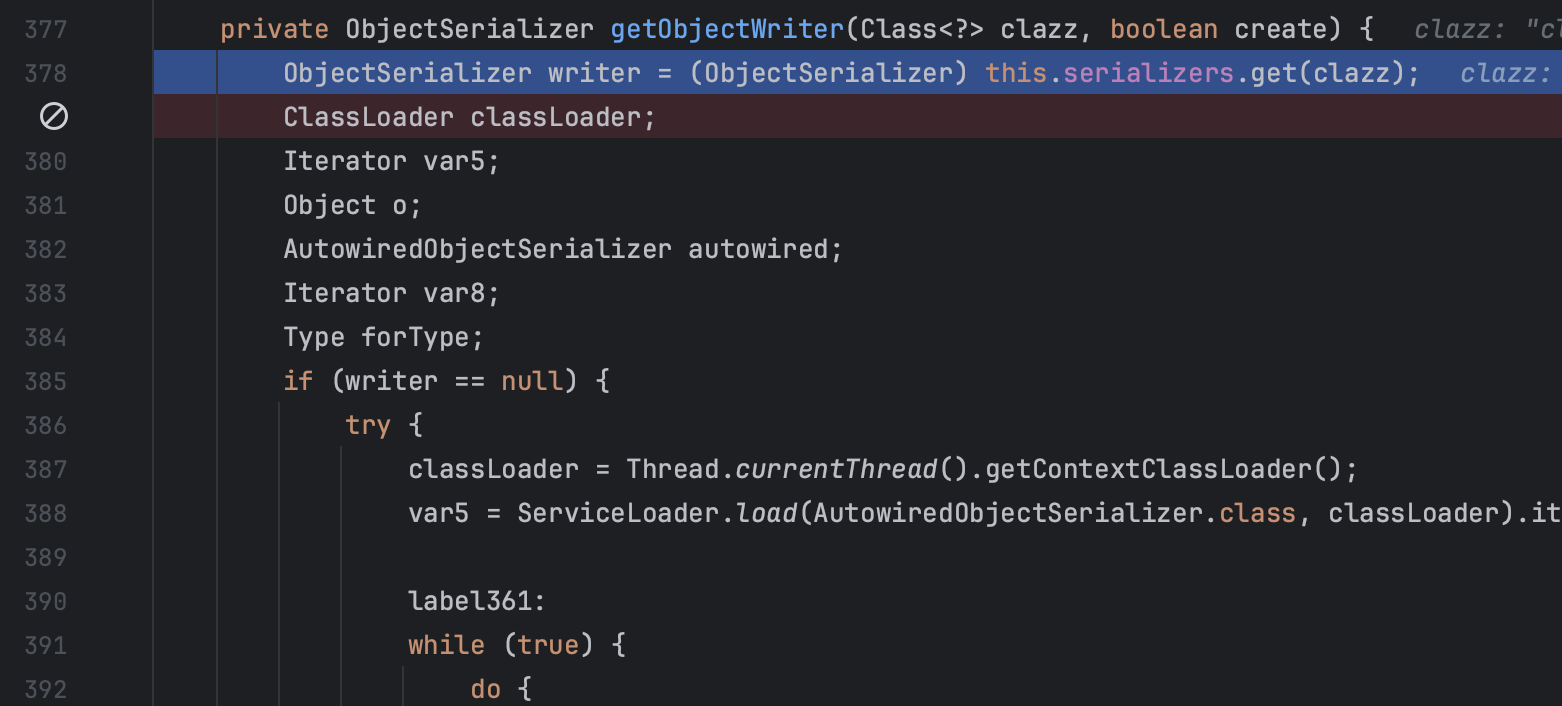 377 private ObjectSerializer getObjectWriter(Class<?> clazz, boolean create) { clazz: "cl
378 ObjectSerializer writer = (ObjectSerializer) this.serializers.get(clazz); clazz:
ClassLoader classLoader;
380 Iterator var5;
381 Object o;
382 AutowiredObjectSerializer autowired;
383 Iterator var8;
384 Type forType;
385 if (writer == null) {
386 try {
387 classLoader = Thread.currentThread().getContextClassLoader();
388 var5 = ServiceLoader.load(AutowiredObjectSerializer.class, classLoader).it
389
390 label361:
391 while (true) {
392 do {